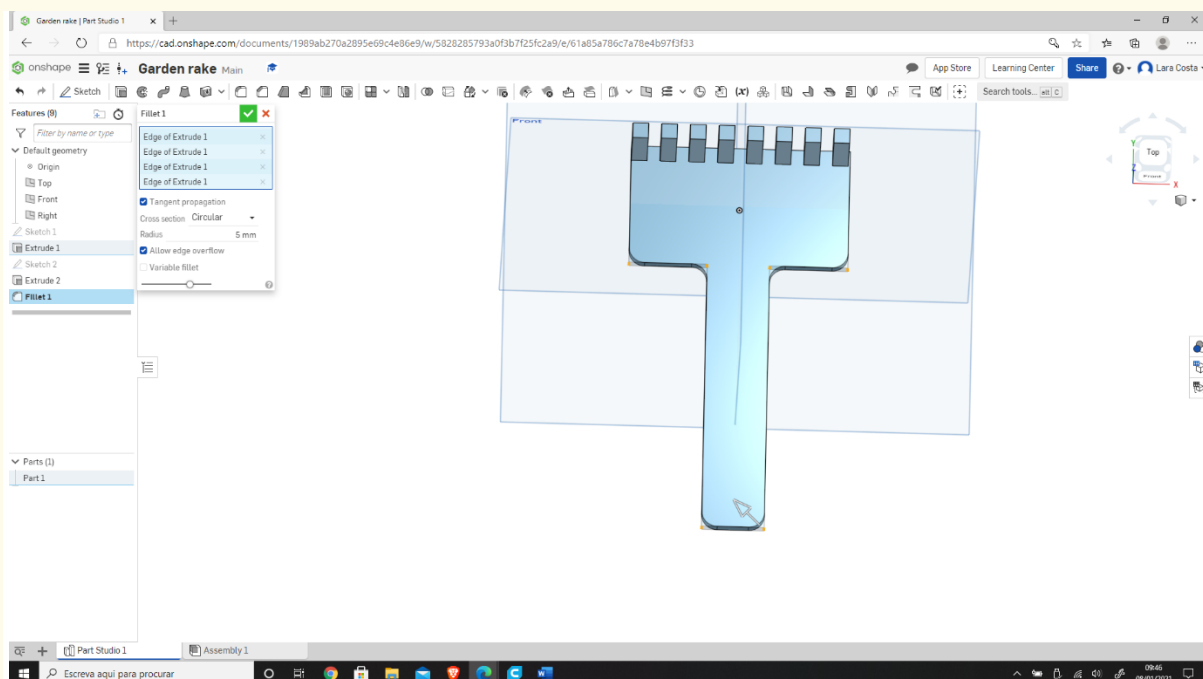 Garden rake | Part Studio 1
https://cad.onshape.com/documents/1989ab270a2895e69c4e86e9/w/5828285793a0f3b7f25fc2a9/e/61a85a786c7a78e4b97f3f33
onshape Garden rake Main App Store Learning Center Share Lara Costa
Sketch Search tools... alt C
Features (9)
Filter by name or type
Default geometry
Origin
Top
Front
Right
Sketch 1
Extrude 1
Sketch 2
Extrude 2
Fillet 1
Fillet 1
Edge of Extrude 1
Edge of Extrude 1
Edge of Extrude 1
Edge of Extrude 1
Tangent propagation
Cross section Circular
Radius 5 mm
Allow edge overflow
Variable fillet
Front
Y
Z
X
Top
Front
Parts (1)
Part 1
Part Studio 1 Assembly 1
Escreva aqui para procurar
09:46
08/01/2021